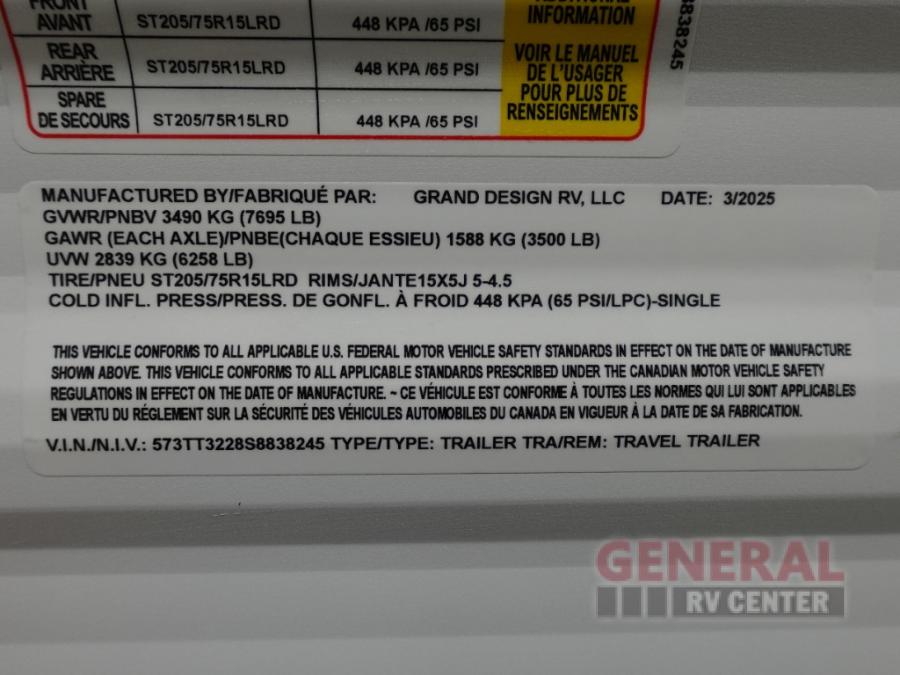 FRONT
AVANT ST205/75R15LRD 448 KPA /65 PSI
ADDITIONAL
INFORMATION
REAR
ARRIÈRE ST205/75R15LRD 448 KPA /65 PSI
SPARE
DE SECOURS ST205/75R15LRD 448 KPA /65 PSI
VOIR LE MANUEL
DE L'USAGER
POUR PLUS DE
RENSEIGNEMENTS
8838245
MANUFACTURED BY/FABRIQUÉ PAR: GRAND DESIGN RV, LLC DATE: 3/2025
GVWR/PNBV 3490 KG (7695 LB)
GAWR (EACH AXLE)/PNBE(CHAQUE ESSIEU) 1588 KG (3500 LB)
UVW 2839 KG (6258 LB)
TIRE/PNEU ST205/75R15LRD RIMS/JANTE15X5J 5-4.5
COLD INFL. PRESS/PRESS. DE GONFL. À FROID 448 KPA (65 PSI/LPC)-SINGLE
THIS VEHICLE CONFORMS TO ALL APPLICABLE U.S. FEDERAL MOTOR VEHICLE SAFETY STANDARDS IN EFFECT ON THE DATE OF MANUFACTURE
SHOWN ABOVE. THIS VEHICLE CONFORMS TO ALL APPLICABLE STANDARDS PRESCRIBED UNDER THE CANADIAN MOTOR VEHICLE SAFETY
REGULATIONS IN EFFECT ON THE DATE OF MANUFACTURE. ~ CE VÉHICULE EST CONFORME À TOUTES LES NORMES QUI LUI SONT APPLICABLES
EN VERTU DU RÉGLEMENT SUR LA SÉCURITÉ DES VÉHICULES AUTOMOBILES DU CANADA EN VIGUEUR À LA DATE DE SA FABRICATION.
V.I.N./N.I.V.: 573TT3228S8838245 TYPE/TYPE: TRAILER TRA/REM: TRAVEL TRAILER
GENERAL
RV CENTER